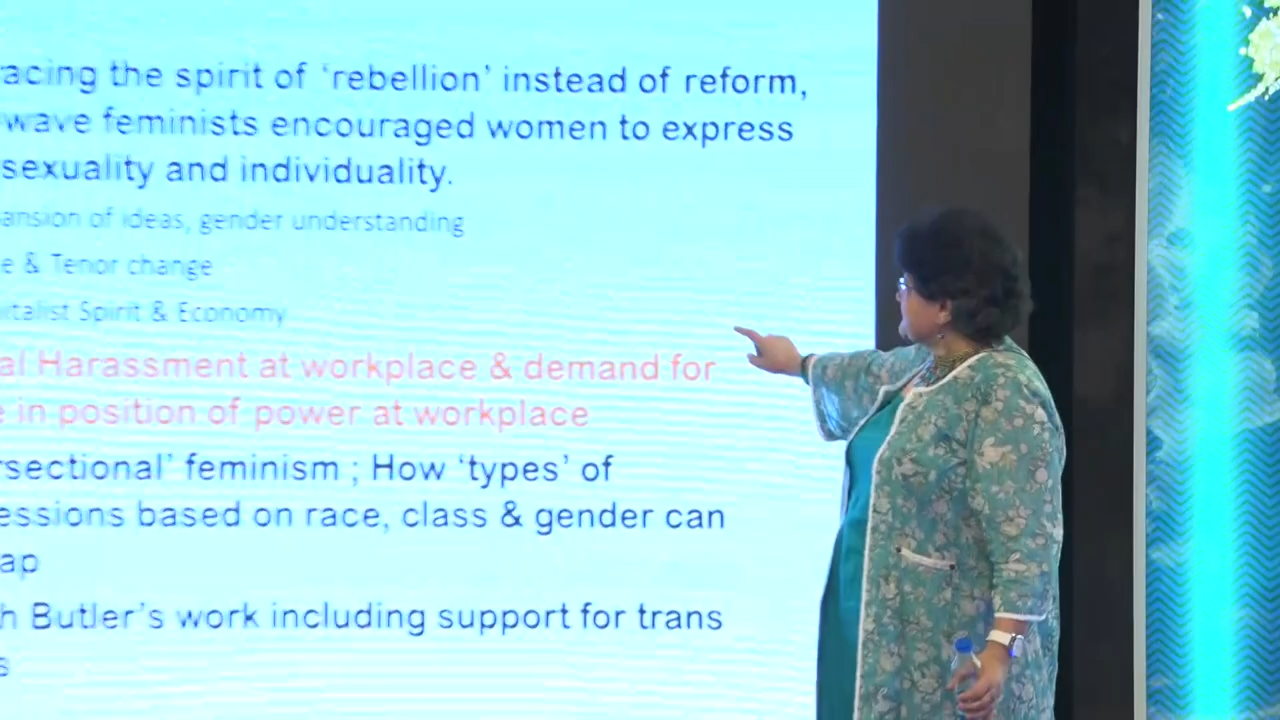 racing the spirit of ‘rebellion’ instead of reform,
-wave feminists encouraged women to express
sexuality and individuality.
ansion of ideas, gender understanding
e & Tenor change
italist Spirit & Economy
al Harassment at workplace & demand for
e in position of power at workplace
rsectional’ feminism ; How ‘types’ of
essions based on race, class & gender can
ap
h Butler’s work including support for trans
s